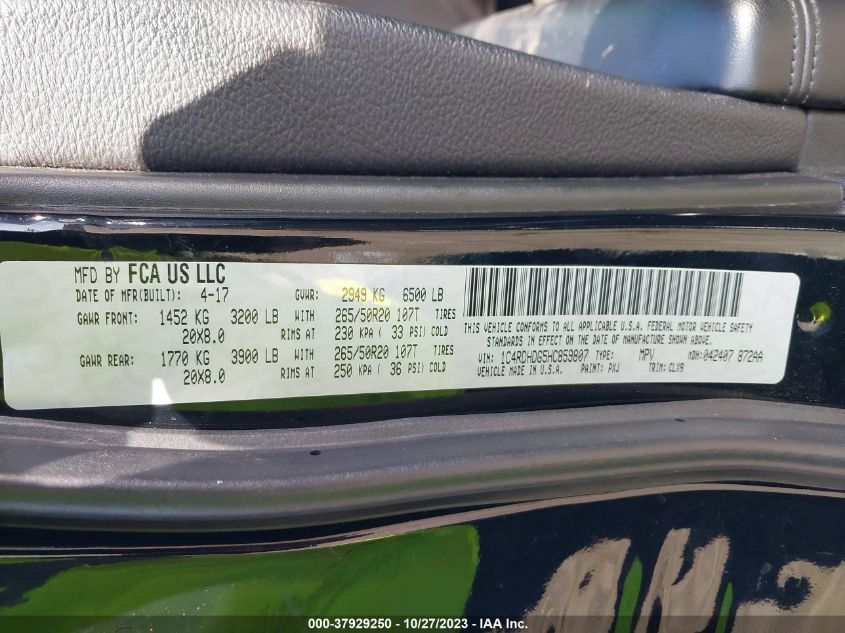 MFD BY FCA US LLC
DATE OF MFR(BUILT): 4-17 GVWR: 2949 KG 6500 LB
GAWR FRONT: 1452 KG 3200 LB WITH 265/50R20 107T TIRES
20X8.0 RIMS AT 230 KPA ( 33 PSI) COLD
GAWR REAR: 1770 KG 3900 LB WITH 265/50R20 107T TIRES
20X8.0 RIMS AT 250 KPA ( 36 PSI) COLD
THIS VEHICLE CONFORMS TO ALL APPLICABLE U.S.A. FEDERAL MOTOR VEHICLE SAFETY
STANDARDS IN EFFECT ON THE DATE OF MANUFACTURE SHOWN ABOVE.
VIN: 1C4RDHDG5HC859807 TYPE: MPV MDH: 042407 872AA
VEHICLE MADE IN U.S.A. PAINT: PXJ TRIM: CLX9
000-37929250 - 10/27/2023 - © IAA Inc.